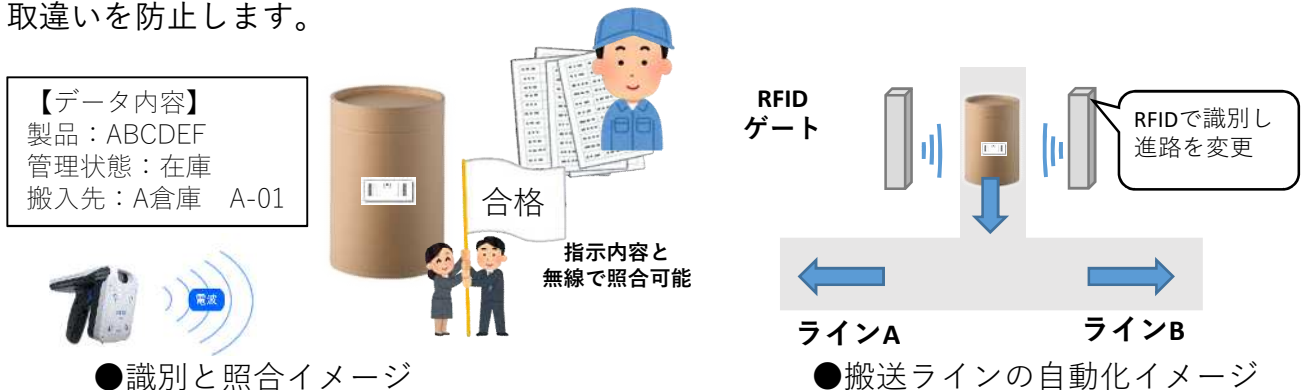 取違いを防止します。
【データ内容】
製品：ABCDEF
管理状態：在庫
搬入先：A倉庫　A-01
合格
指示内容と
無線で照合可能
電波
●識別と照合イメージ
RFID
ゲート
RFIDで識別し
進路を変更
ラインA
ラインB
●搬送ラインの自動化イメージ